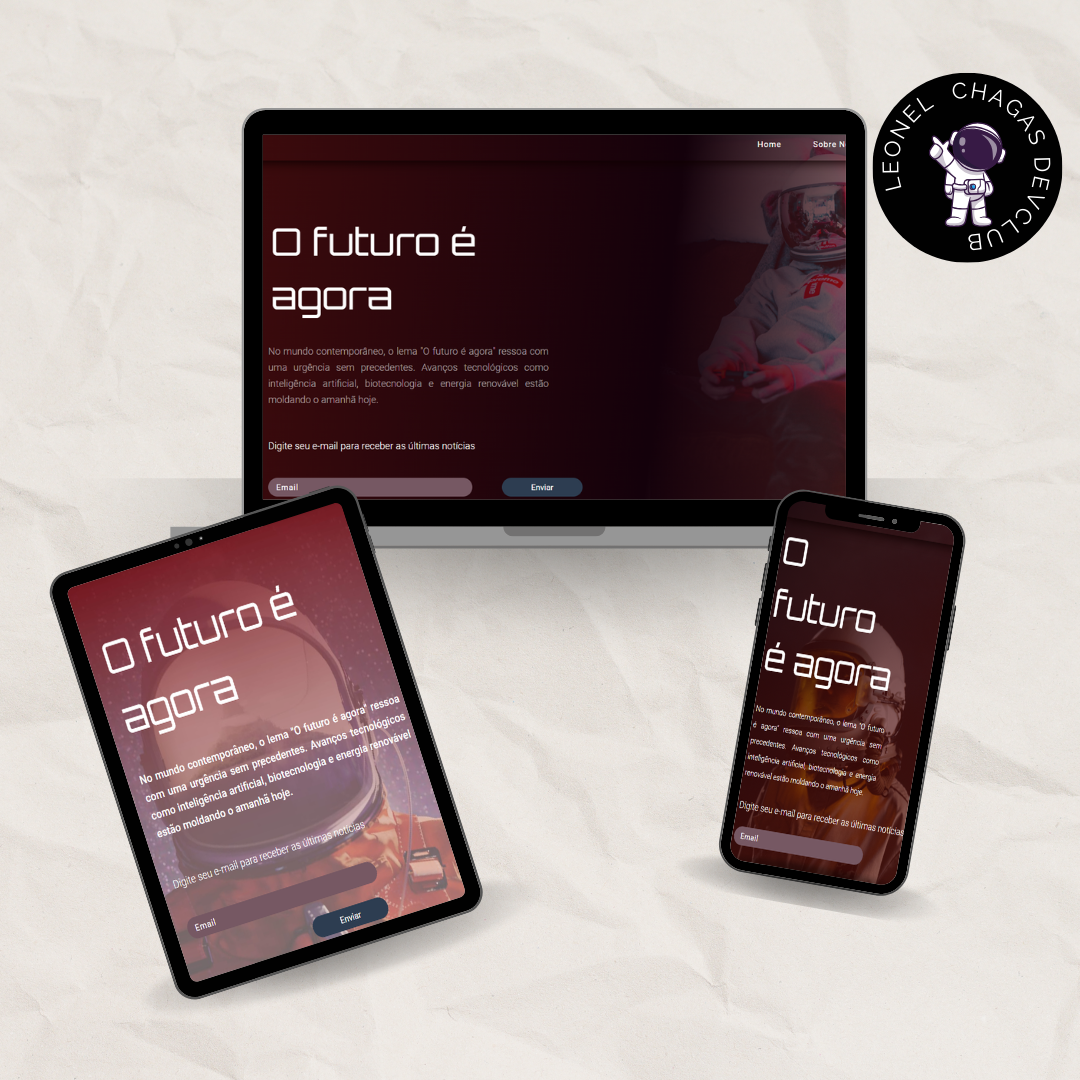 Home
Sobre N
LEONEL CHAGAS DEVCLUB
O futuro é
agora
No mundo contemporâneo, o lema "O futuro é agora" ressoa com
uma urgência sem precedentes. Avanços tecnológicos como
inteligência artificial, biotecnologia e energia renovável estão
moldando o amanhã hoje.
Digite seu e-mail para receber as últimas notícias
Email
Enviar
O futuro é
agora
No mundo contemporâneo, o lema "O futuro é agora" ressoa
com uma urgência sem precedentes. Avanços tecnológicos
como inteligência artificial, biotecnologia e energia renovável
estão moldando o amanhã hoje.
Digite seu e-mail para receber as últimas notícias
Email
Enviar
O
futuro
é agora
No mundo contemporâneo, o lema "O futuro
é agora" ressoa com uma urgência sem
precedentes. Avanços tecnológicos como
inteligência artificial, biotecnologia e energia
renovável estão moldando o amanhã hoje.
Digite seu e-mail para receber as últimas notícias
Email